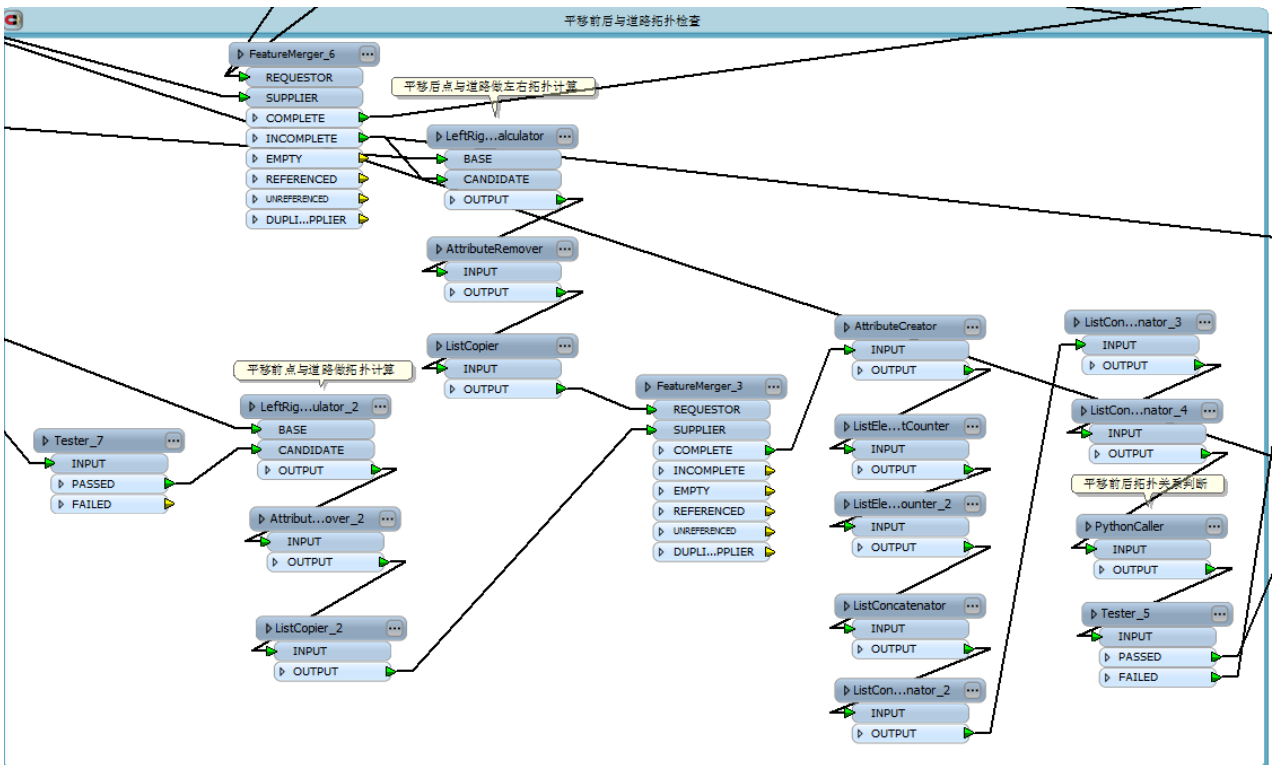 平移前后与道路拓扑检查
FeatureMerger_6
REQUESTOR
SUPPLIER
COMPLETE
INCOMPLETE
EMPTY
REFERENCED
UNREFERENCED
DUPLI...PPLIER
平移后点与道路做左右拓扑计算
LeftRig...alculator
BASE
CANDIDATE
OUTPUT
AttributeRemover
INPUT
OUTPUT
ListCopier
INPUT
OUTPUT
Tester_7
INPUT
PASSED
FAILED
平移前点与道路做拓扑计算
LeftRig...ulator_2
BASE
CANDIDATE
OUTPUT
Attribut...over_2
INPUT
OUTPUT
ListCopier_2
INPUT
OUTPUT
FeatureMerger_3
REQUESTOR
SUPPLIER
COMPLETE
INCOMPLETE
EMPTY
REFERENCED
UNREFERENCED
DUPLI...PPLIER
AttributeCreator
INPUT
OUTPUT
ListEle...tCounter
INPUT
OUTPUT
ListEle...ounter_2
INPUT
OUTPUT
ListConcatenator
INPUT
OUTPUT
ListCon...nator_2
INPUT
OUTPUT
ListCon...nator_3
INPUT
OUTPUT
ListCon...nator_4
INPUT
OUTPUT
平移前后拓扑关系判断
PythonCaller
INPUT
OUTPUT
Tester_5
INPUT
PASSED
FAILED